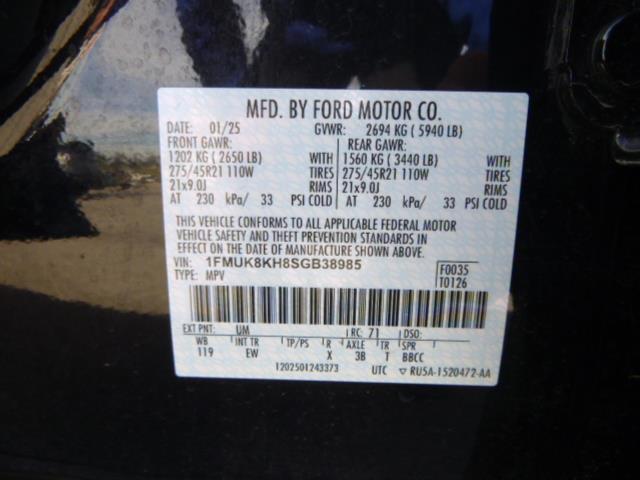 MFD. BY FORD MOTOR CO.
DATE: 01/25 GVWR: 2694 KG ( 5940 LB)
FRONT GAWR: REAR GAWR:
1202 KG ( 2650 LB) WITH 1560 KG ( 3440 LB) WITH
275/45R21 110W TIRES 275/45R21 110W TIRES
21x9.0J RIMS 21x9.0J RIMS
AT 230 kPa/ 33 PSI COLD AT 230 kPa/ 33 PSI COLD
THIS VEHICLE CONFORMS TO ALL APPLICABLE FEDERAL MOTOR
VEHICLE SAFETY AND THEFT PREVENTION STANDARDS IN
EFFECT ON THE DATE OF MANUFACTURE SHOWN ABOVE.
VIN: 1FMUK8KH8SGB38985 F0035
TYPE: MPV T0126
EXT PNT: UM RC: 71 DSO:
WB INT TR TP/PS R AXLE TR SPR
119 EW X 3B T BBCC
1202501243373 UTC ▽ RU5A-1520472-AA